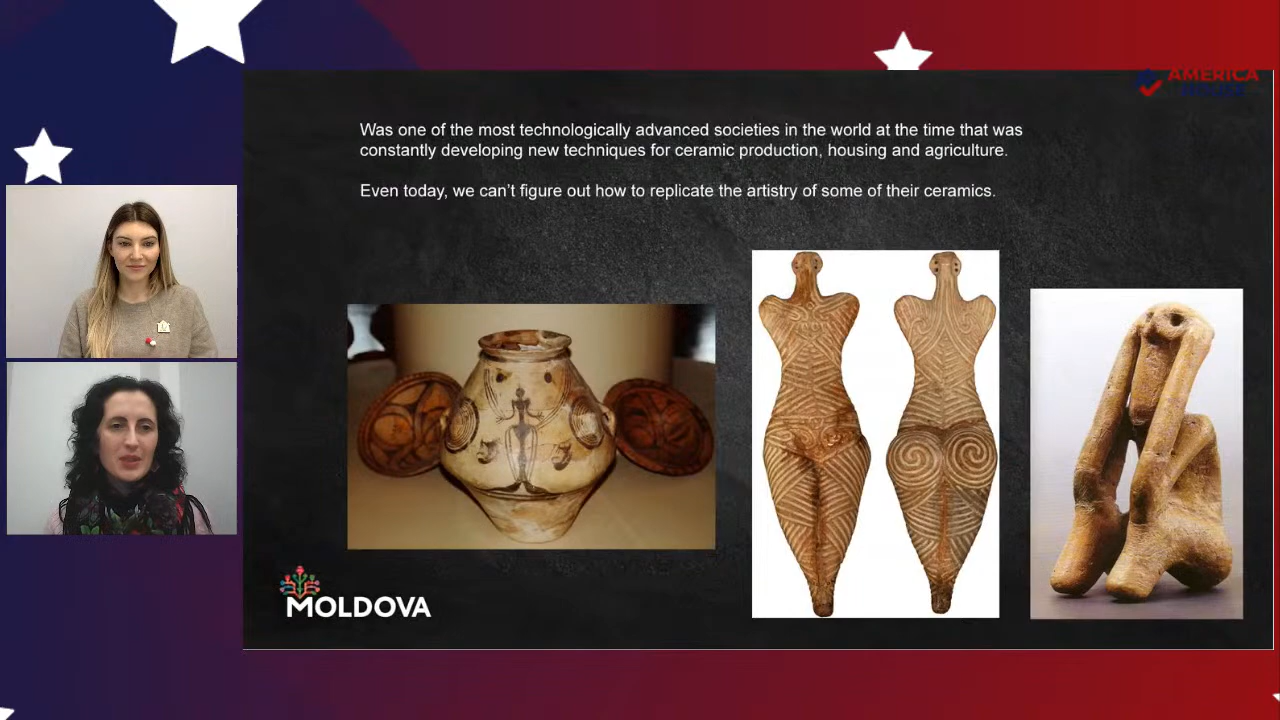 AMERICA
Was one of the most technologically advanced societies in the world at the time that was
constantly developing new techniques for ceramic production, housing and agriculture.
Even today, we can’t figure out how to replicate the artistry of some of their ceramics.
MOLDOVA